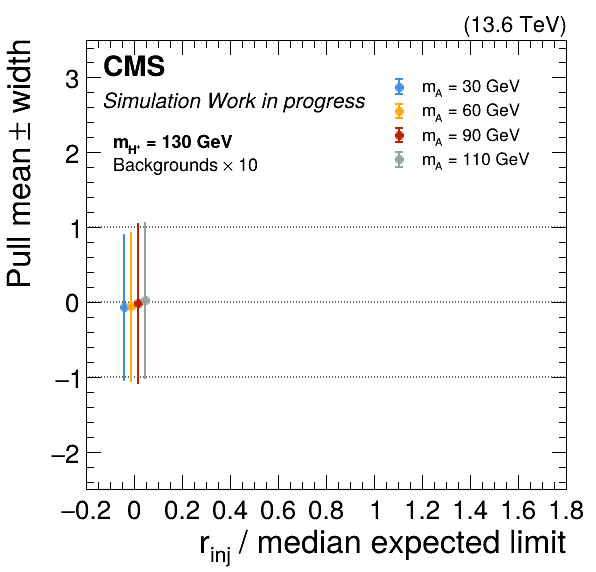 (13.6 TeV)
CMS
Simulation Work in progress
m_H+ = 130 GeV
Backgrounds × 10
m_A = 30 GeV
m_A = 60 GeV
m_A = 90 GeV
m_A = 110 GeV
Pull mean ± width
3
2
1
0
−1
−2
−0.2 0 0.2 0.4 0.6 0.8 1 1.2 1.4 1.6 1.8
r_inj / median expected limit